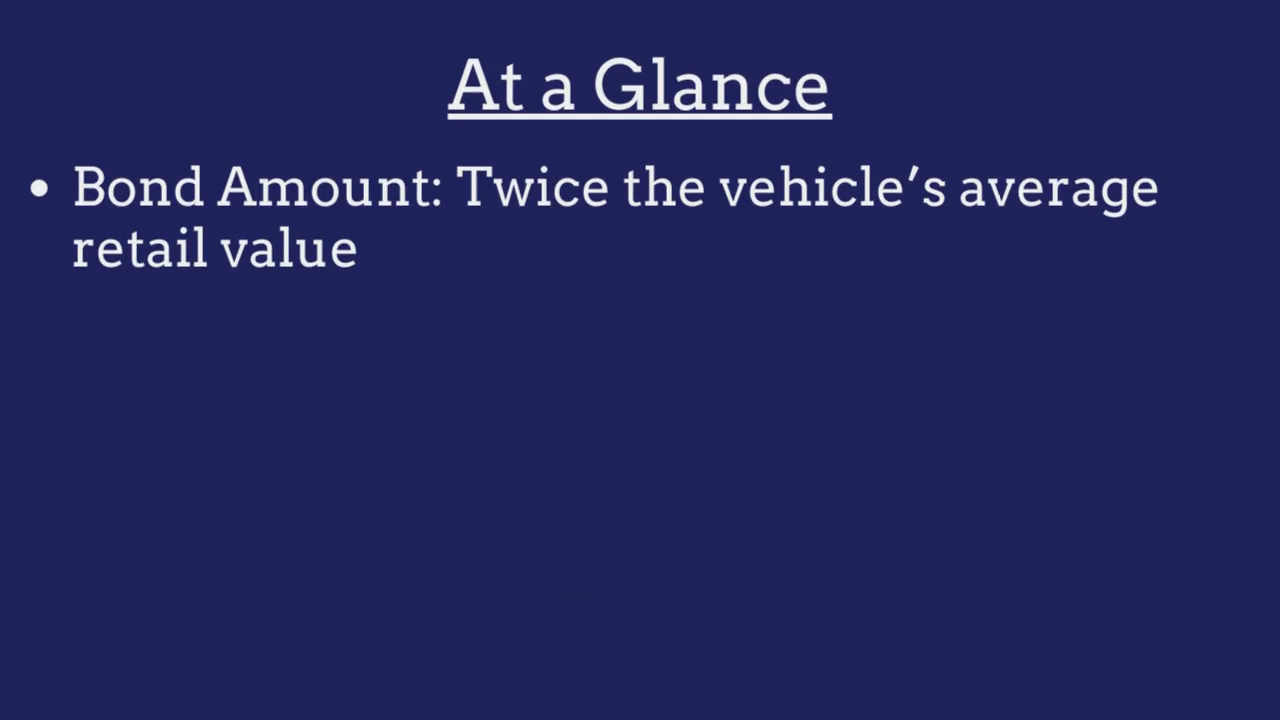 At a Glance
• Bond Amount: Twice the vehicle’s average
retail value